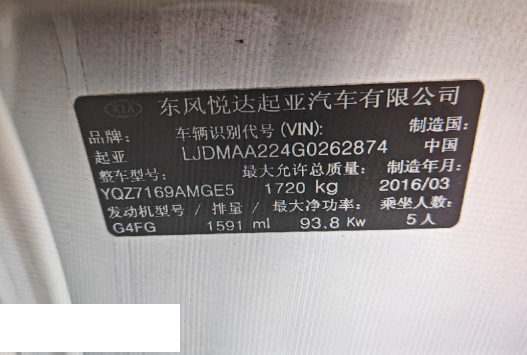 KIA 东风悦达起亚汽车有限公司
品牌: 车辆识别代号 (VIN): 制造国:
起亚 LJDMAA224G0262874 中国
整车型号: 最大允许总质量: 制造年月:
YQZ7169AMGE5 1720 kg 2016/03
发动机型号 / 排量 / 最大净功率: 乘坐人数:
G4FG 1591 ml 93.8 Kw 5人